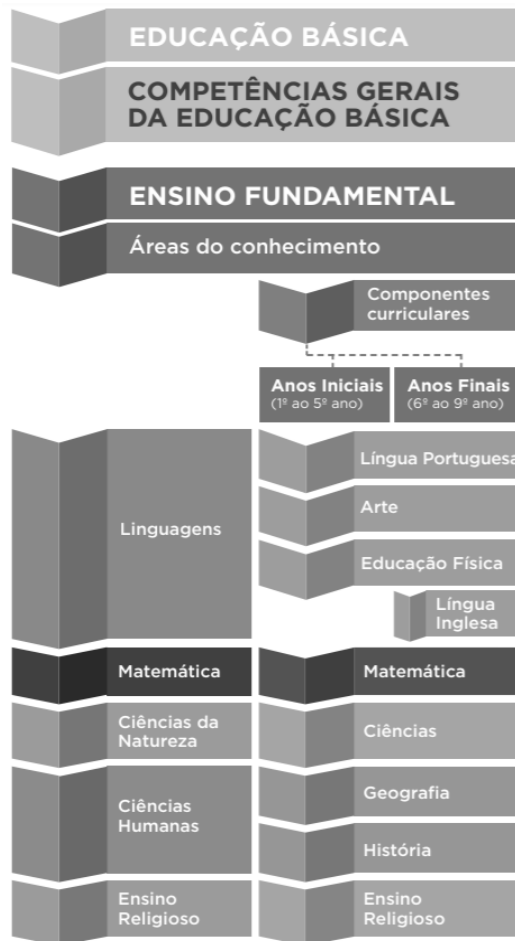 EDUCAÇÃO BÁSICA
COMPETÊNCIAS GERAIS
DA EDUCAÇÃO BÁSICA
ENSINO FUNDAMENTAL
Áreas do conhecimento
Componentes
curriculares
Anos Iniciais
(1º ao 5º ano)
Anos Finais
(6º ao 9º ano)
Linguagens
Língua Portuguesa
Arte
Educação Física
Língua
Inglesa
Matemática
Matemática
Ciências da
Natureza
Ciências
Ciências
Humanas
Geografia
História
Ensino
Religioso
Ensino
Religioso